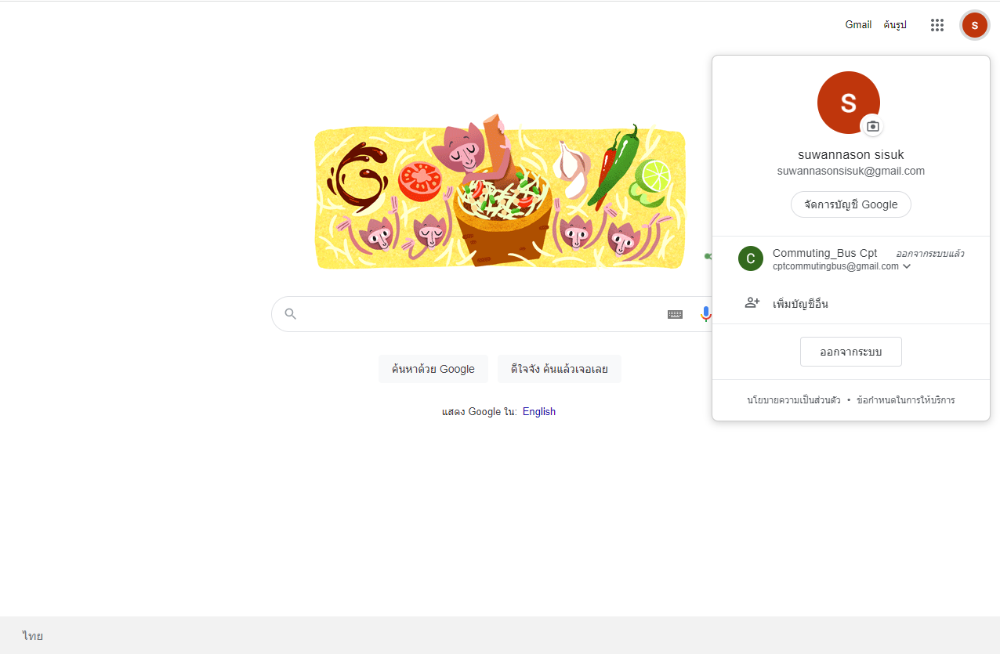 Gmail ค้นรูป
S
S
suwannason sisuk
suwannasonsisuk@gmail.com
จัดการบัญชี Google
C
Commuting_Bus Cpt ออกจากระบบแล้ว
cptcommutingbus@gmail.com
เพิ่มบัญชีอื่น
ออกจากระบบ
นโยบายความเป็นส่วนตัว • ข้อกำหนดในการให้บริการ
ค้นหาด้วย Google ดีใจจัง ค้นแล้วเจอเลย
แสดง Google ใน: English
ไทย